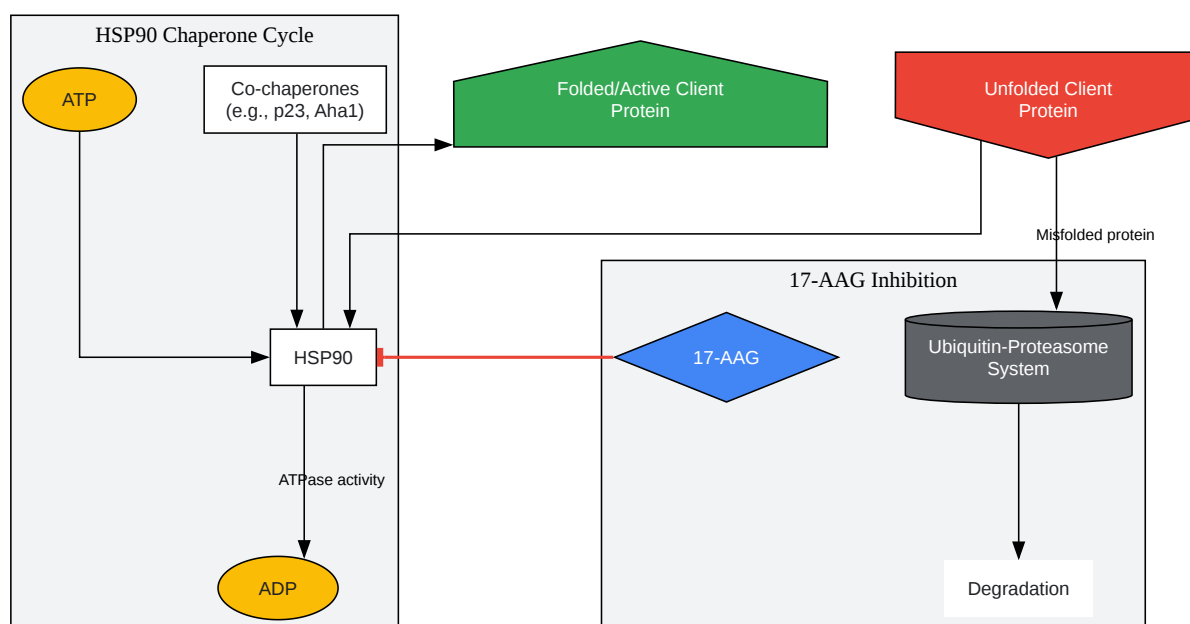 HSP90 Chaperone Cycle
ATP
Co-chaperones
(e.g., p23, Aha1)
Folded/Active Client
Protein
Unfolded Client
Protein
Misfolded protein
17-AAG Inhibition
HSP90
17-AAG
Ubiquitin-Proteasome
System
ATPase activity
ADP
Degradation